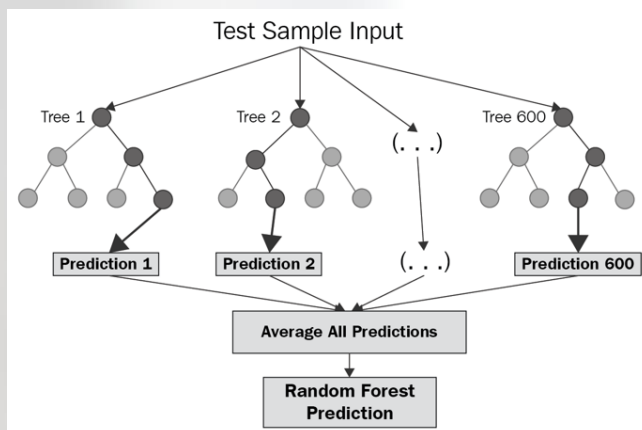 Test Sample Input
Tree 1
Tree 2
Tree 600
(. . .)
Prediction 1
Prediction 2
(. . .)
Prediction 600
Average All Predictions
Random Forest
Prediction